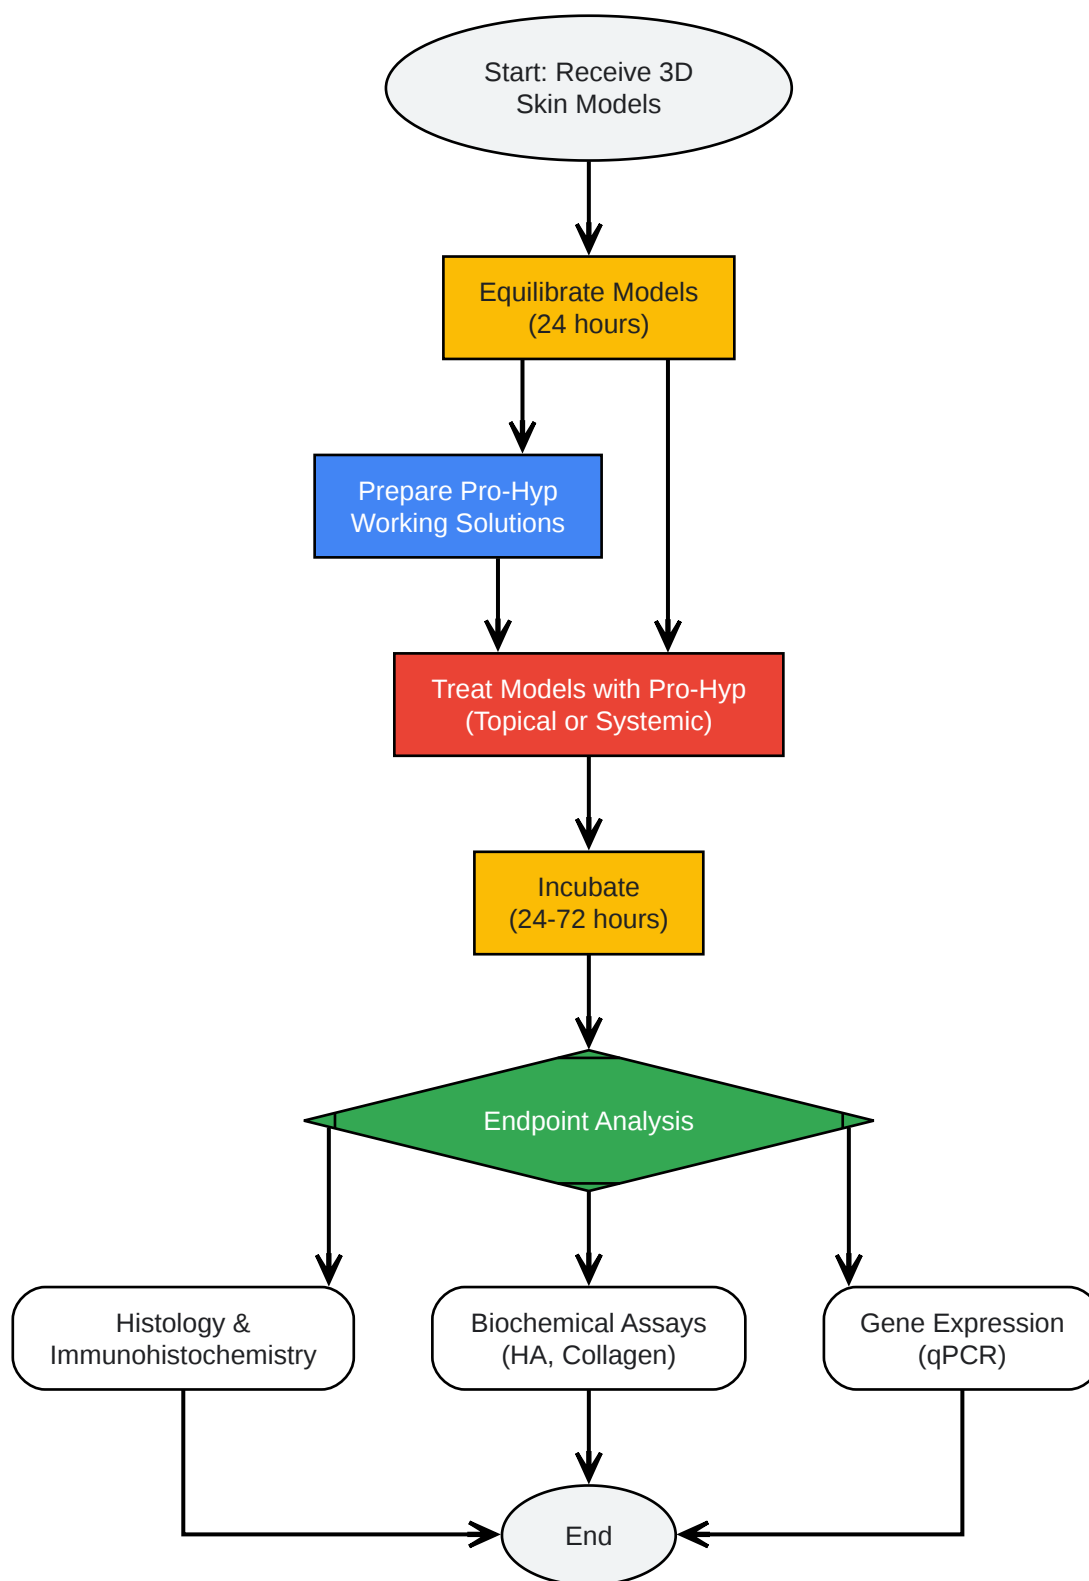 Start: Receive 3D
Skin Models
Equilibrate Models
(24 hours)
Prepare Pro-Hyp
Working Solutions
Treat Models with Pro-Hyp
(Topical or Systemic)
Incubate
(24-72 hours)
Endpoint Analysis
Histology &
Immunohistochemistry
Biochemical Assays
(HA, Collagen)
Gene Expression
(qPCR)
End